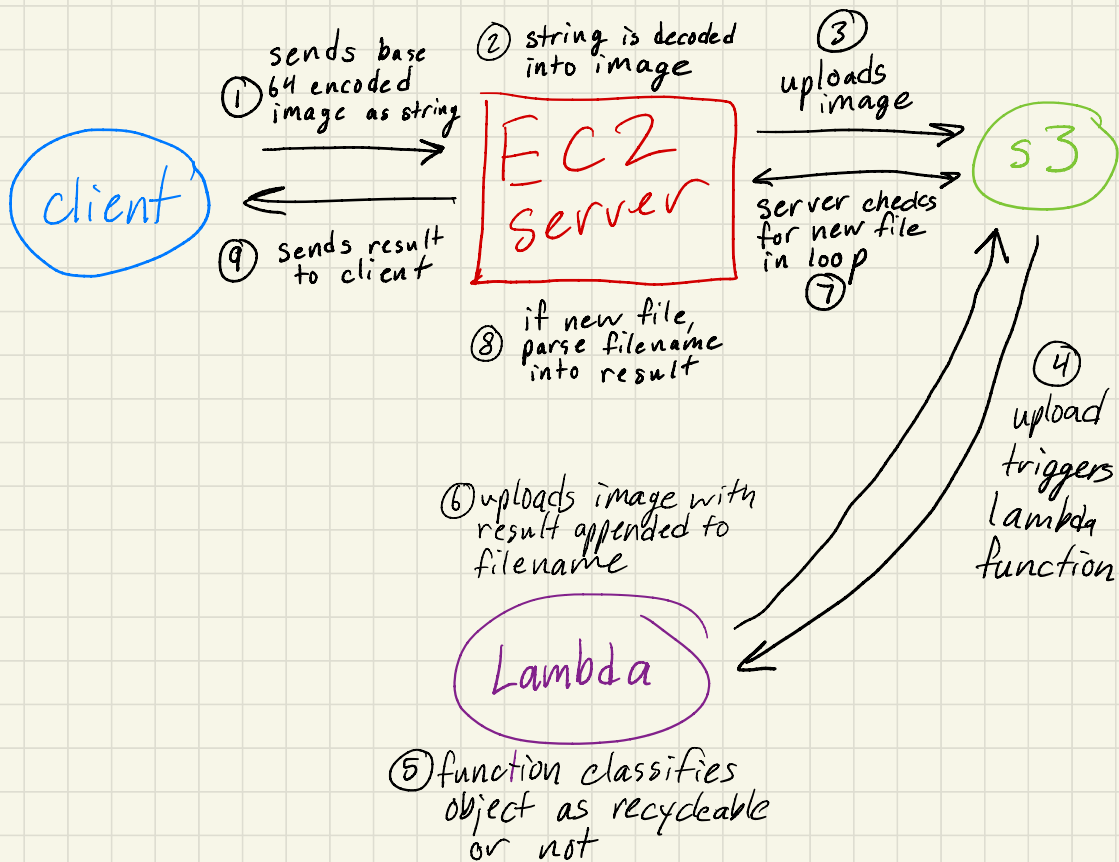 client
①
sends base
64 encoded
image as string
② string is decoded
into image
EC2
server
③
uploads
image
s3
④
upload
triggers
lambda
function
Lambda
⑤ function classifies
object as recycleable
or not
⑥ uploads image with
result appended to
filename
server checks
for new file
in loop
⑦
⑧
if new file,
parse filename
into result
⑨ sends result
to client